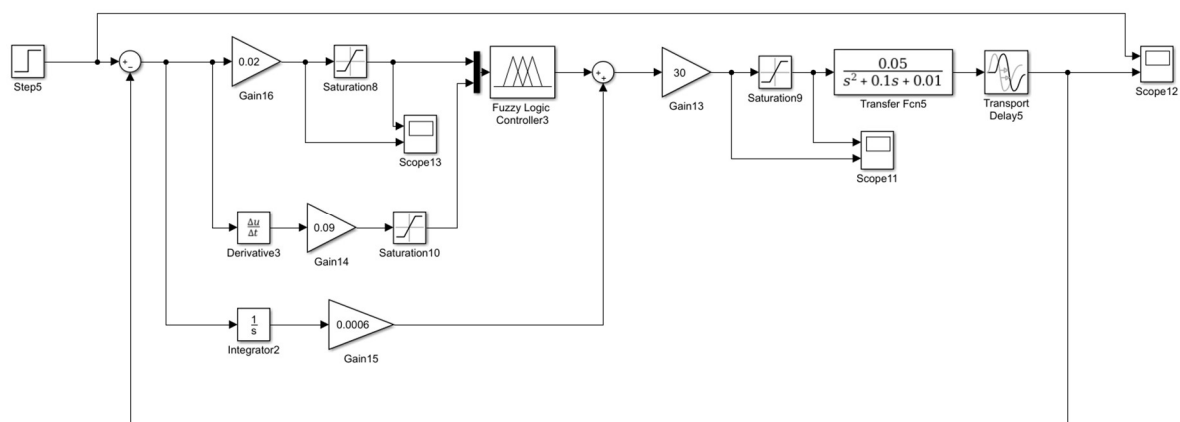 Step5
+
−
0.02
Gain16
Saturation8
Fuzzy Logic
Controller3
Scope13
+
+
30
Gain13
Saturation9
0.05
s² + 0.1s + 0.01
Transfer Fcn5
Transport
Delay5
Scope12
Scope11
Δu
Δt
Derivative3
0.09
Gain14
Saturation10
1
s
Integrator2
0.0006
Gain15